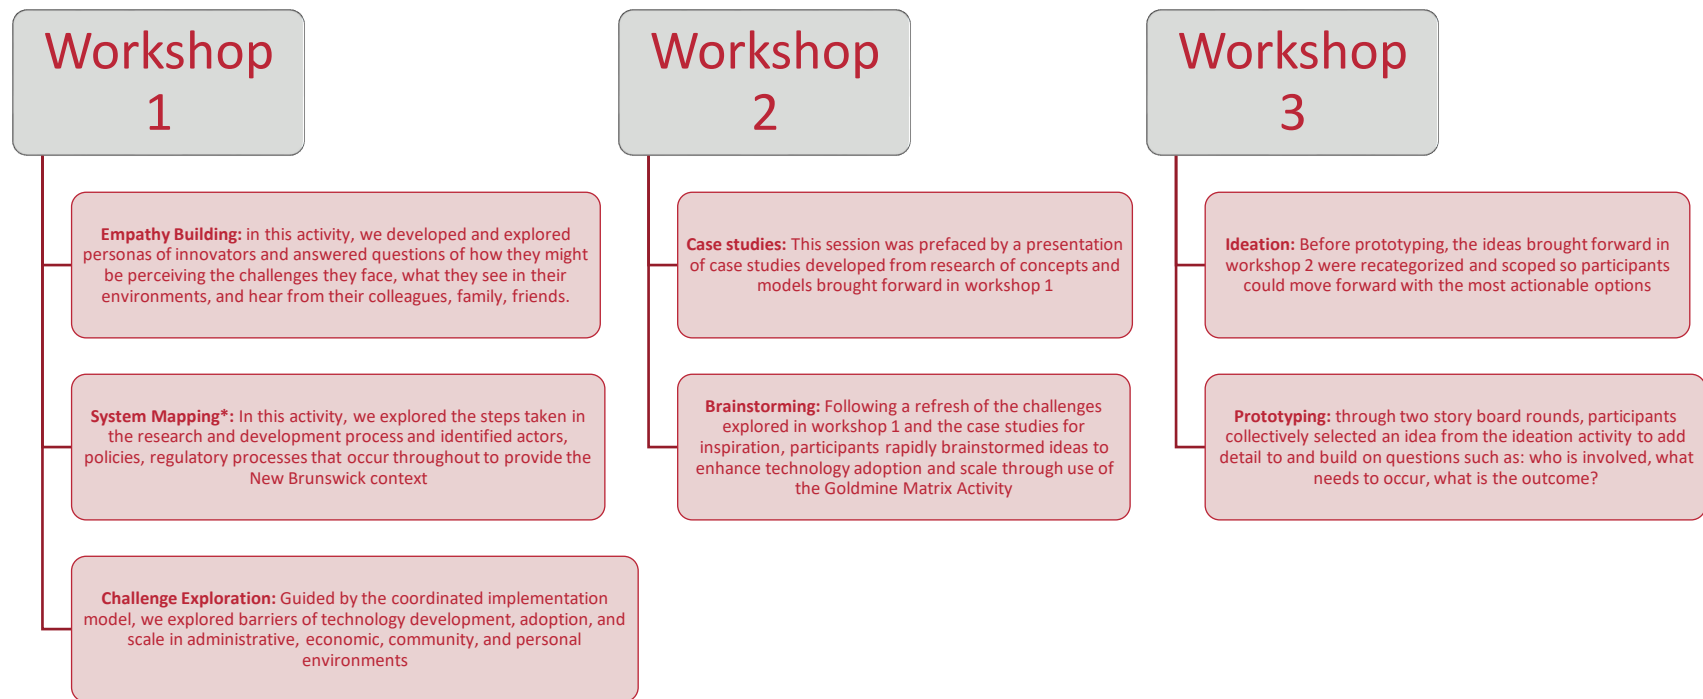 Workshop
1
Empathy Building: in this activity, we developed and explored
personas of innovators and answered questions of how they might
be perceiving the challenges they face, what they see in their
environments, and hear from their colleagues, family, friends.
System Mapping*: In this activity, we explored the steps taken in
the research and development process and identified actors,
policies, regulatory processes that occur throughout to provide the
New Brunswick context
Challenge Exploration: Guided by the coordinated implementation
model, we explored barriers of technology development, adoption, and
scale in administrative, economic, community, and personal
environments
Workshop
2
Case studies: This session was prefaced by a presentation
of case studies developed from research of concepts and
models brought forward in workshop 1
Brainstorming: Following a refresh of the challenges
explored in workshop 1 and the case studies for
inspiration, participants rapidly brainstormed ideas to
enhance technology adoption and scale through use of
the Goldmine Matrix Activity
Workshop
3
Ideation: Before prototyping, the ideas brought forward in
workshop 2 were recategorized and scoped so participants
could move forward with the most actionable options
Prototyping: through two story board rounds, participants
collectively selected an idea from the ideation activity to add
detail to and build on questions such as: who is involved, what
needs to occur, what is the outcome?